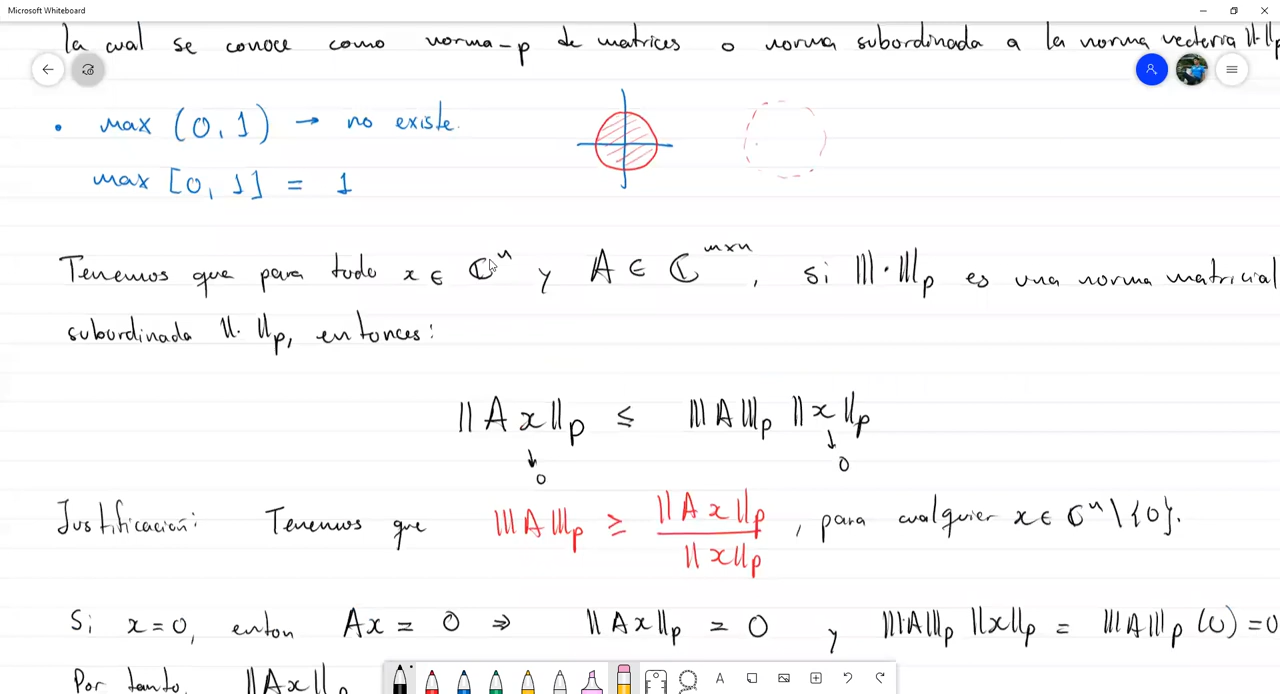 Microsoft Whiteboard
la cual se conoce como norma-p de matrices o norma subordinada a la norma vectorial ||·||p
• max (0, 1) → no existe.
max [0, 1] = 1
Tenemos que para todo x ∈ ℂⁿ y A ∈ ℂᵐˣⁿ, si |||·|||p es una norma matricial
subordinada ||·||p, entonces:
||Ax||p ≤ |||A|||p ||x||p
↓ 0 ↓ 0
Justificación: Tenemos que |||A|||p ≥ ||Ax||p / ||x||p, para cualquier x ∈ ℂⁿ\{0}.
Si x=0, enton Ax = 0 ⇒ ||Ax||p = 0 y |||A|||p ||x||p = |||A|||p (0) = 0
Por tanto, ||Ax||p
A